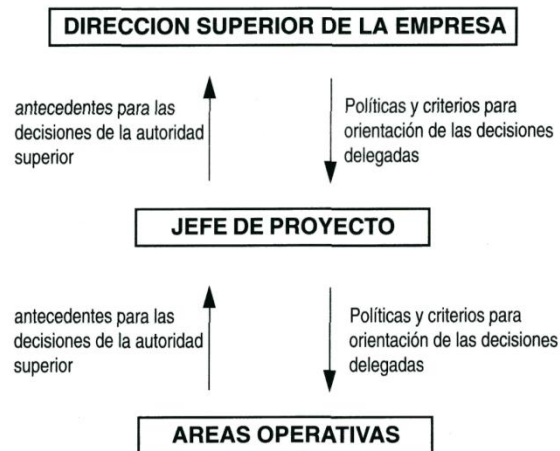 DIRECCION SUPERIOR DE LA EMPRESA
antecedentes para las
decisiones de la autoridad
superior
Políticas y criterios para
orientación de las decisiones
delegadas
JEFE DE PROYECTO
antecedentes para las
decisiones de la autoridad
superior
Políticas y criterios para
orientación de las decisiones
delegadas
AREAS OPERATIVAS